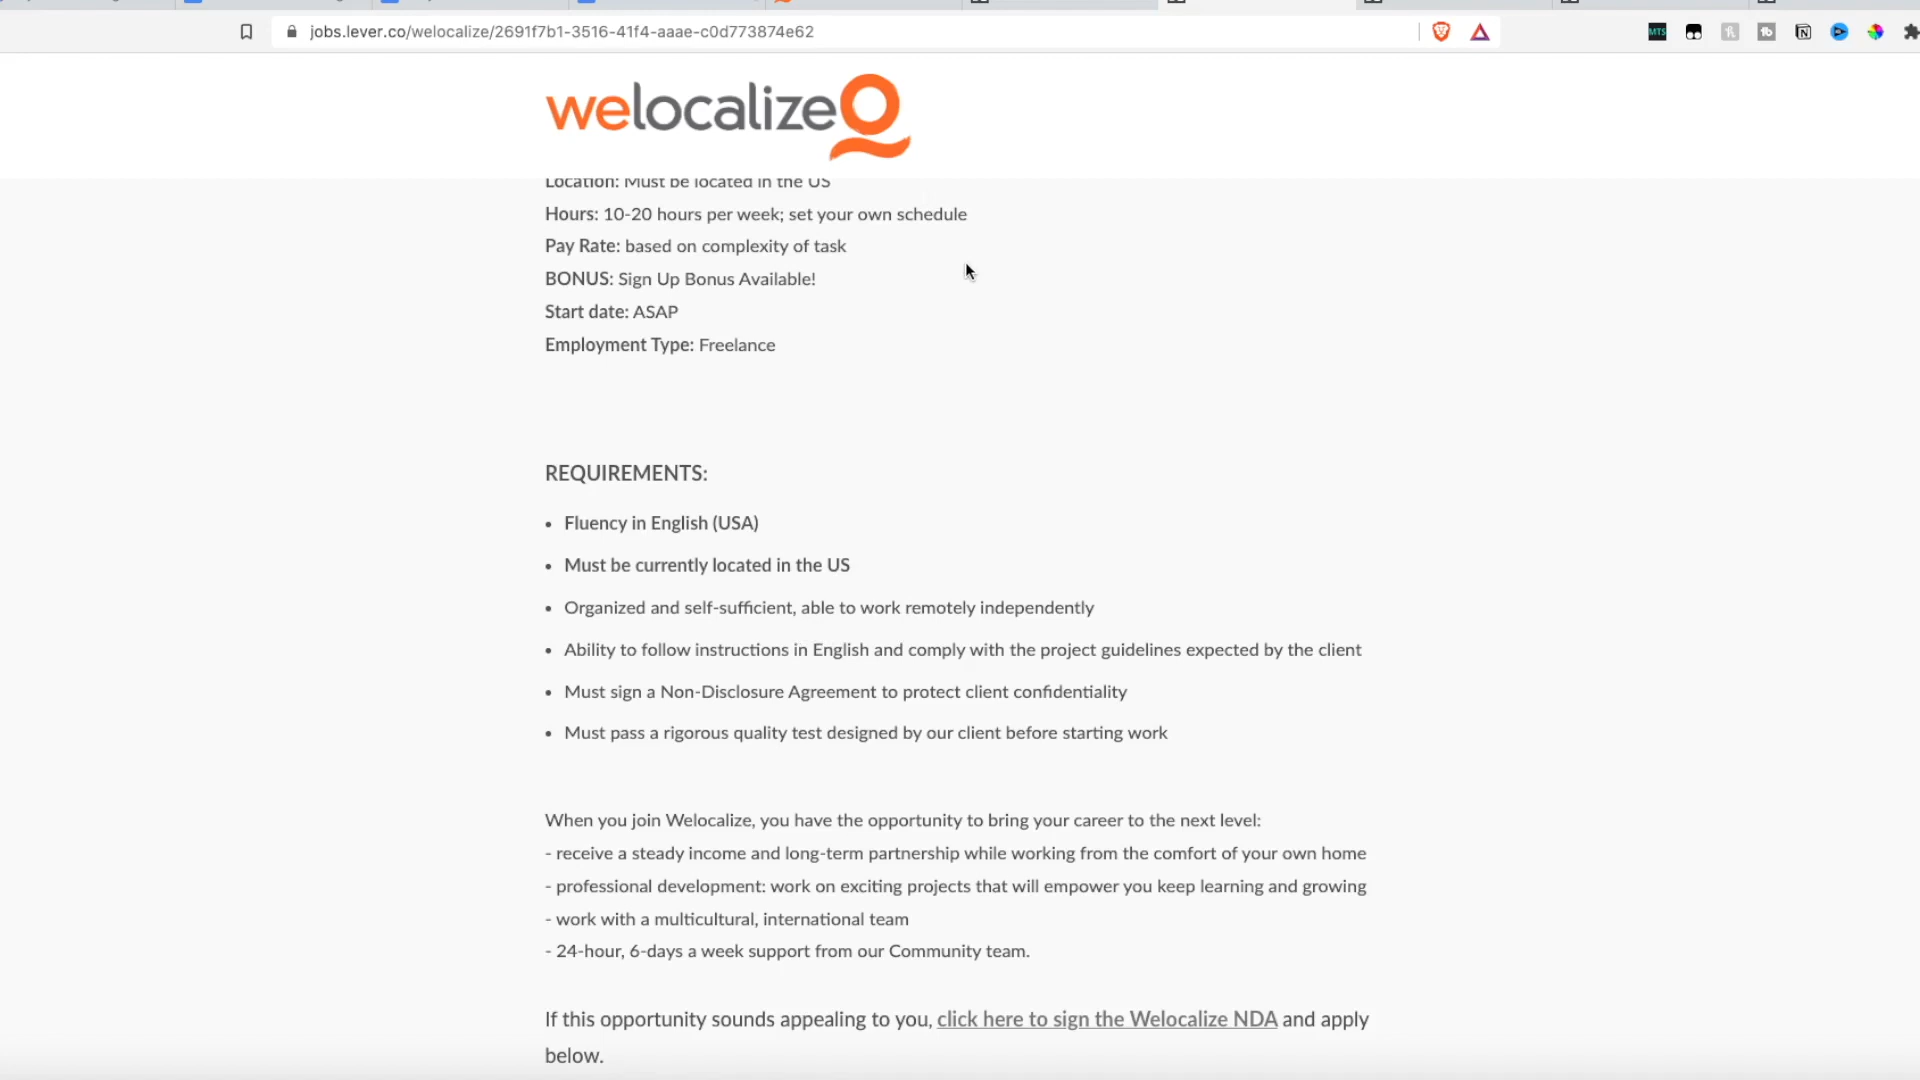 jobs.lever.co/welocalize/2691f7b1-3516-41f4-aaae-c0d773874e62
MTS
welocalize
Location: Must be located in the US
Hours: 10-20 hours per week; set your own schedule
Pay Rate: based on complexity of task
BONUS: Sign Up Bonus Available!
Start date: ASAP
Employment Type: Freelance
REQUIREMENTS:
• Fluency in English (USA)
• Must be currently located in the US
• Organized and self-sufficient, able to work remotely independently
• Ability to follow instructions in English and comply with the project guidelines expected by the client
• Must sign a Non-Disclosure Agreement to protect client confidentiality
• Must pass a rigorous quality test designed by our client before starting work
When you join Welocalize, you have the opportunity to bring your career to the next level:
- receive a steady income and long-term partnership while working from the comfort of your own home
- professional development: work on exciting projects that will empower you keep learning and growing
- work with a multicultural, international team
- 24-hour, 6-days a week support from our Community team.
If this opportunity sounds appealing to you, click here to sign the Welocalize NDA and apply
below.